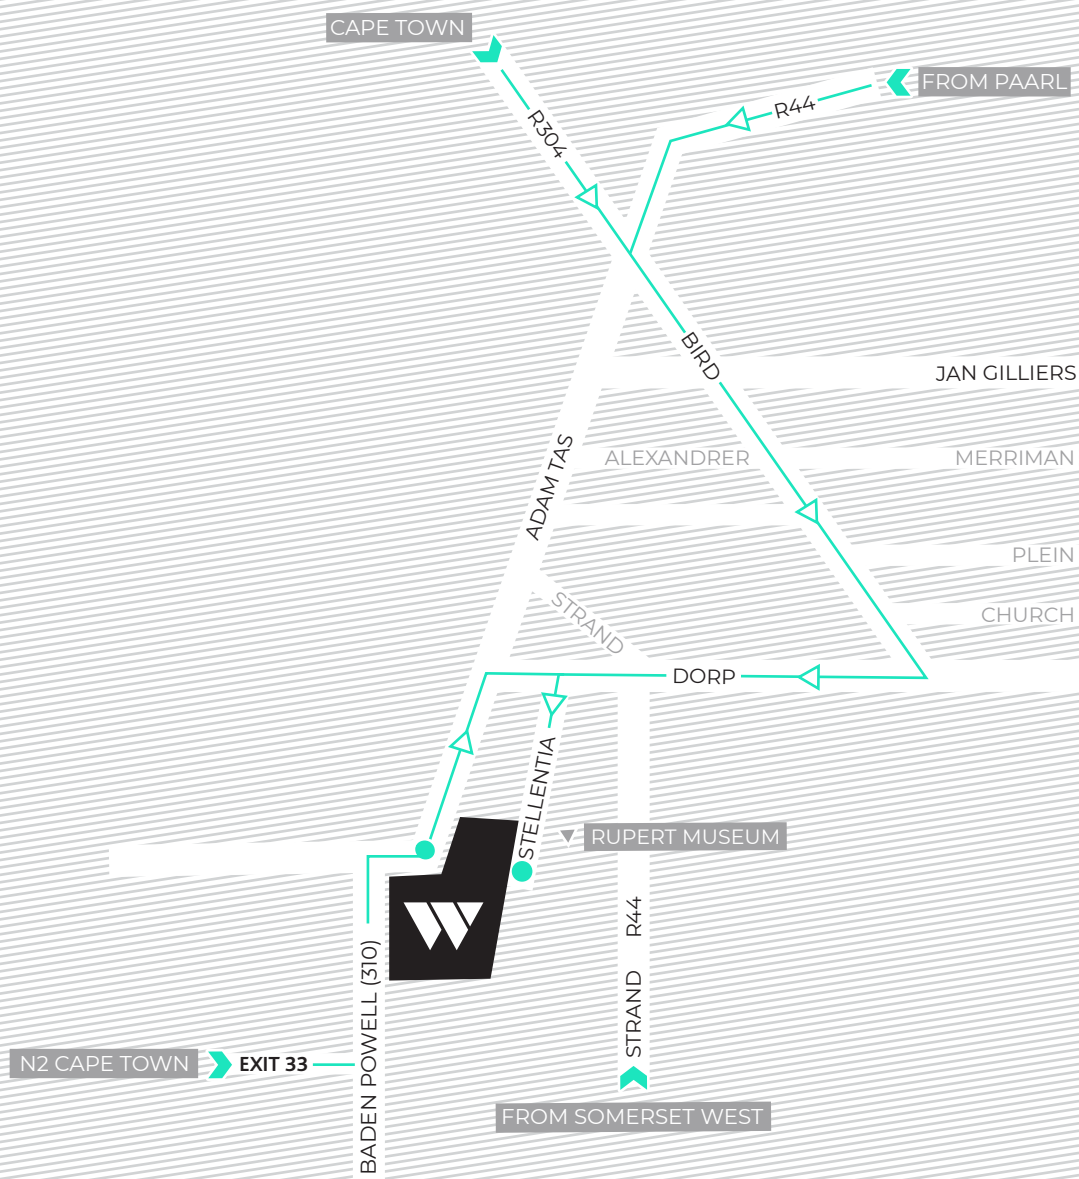 CAPE TOWN
FROM PAARL
R44
R304
BIRD
JAN GILLIERS
ADAM TAS
ALEXANDRER
MERRIMAN
PLEIN
CHURCH
STRAND
DORP
STELLENTIA
RUPERT MUSEUM
W
STRAND R44
BADEN POWELL (310)
N2 CAPE TOWN
EXIT 33
FROM SOMERSET WEST